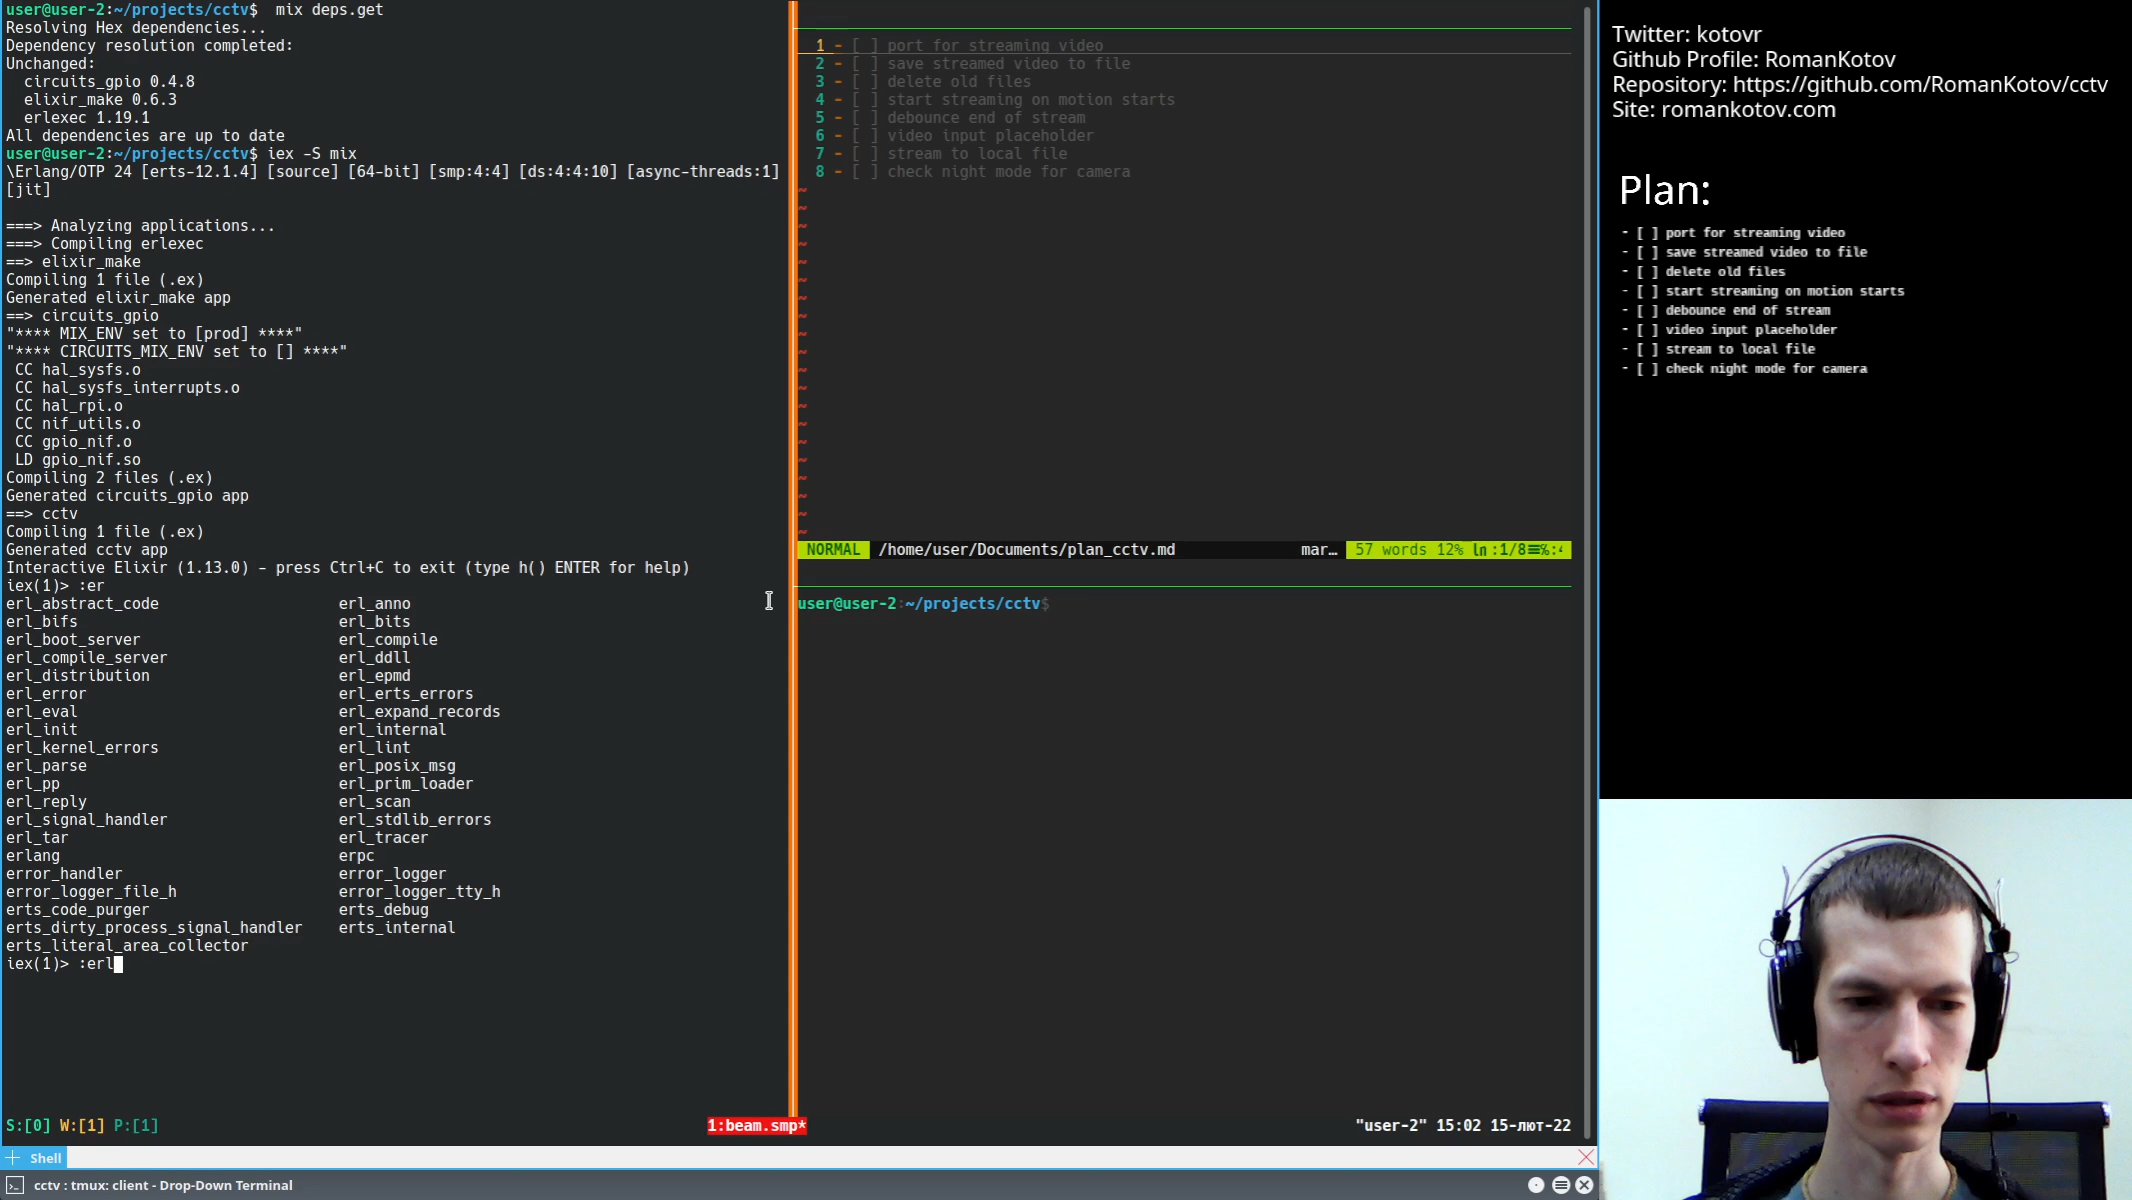 user@user-2:~/projects/cctv$  mix deps.get
Resolving Hex dependencies...
Dependency resolution completed:
Unchanged:
  circuits_gpio 0.4.8
  elixir_make 0.6.3
  erlexec 1.19.1
All dependencies are up to date
user@user-2:~/projects/cctv$ iex -S mix
\Erlang/OTP 24 [erts-12.1.4] [source] [64-bit] [smp:4:4] [ds:4:4:10] [async-threads:1]
[jit]
===> Analyzing applications...
===> Compiling erlexec
==> elixir_make
Compiling 1 file (.ex)
Generated elixir_make app
==> circuits_gpio
"**** MIX_ENV set to [prod] ****"
"**** CIRCUITS_MIX_ENV set to [] ****"
 CC hal_sysfs.o
 CC hal_sysfs_interrupts.o
 CC hal_rpi.o
 CC nif_utils.o
 CC gpio_nif.o
 LD gpio_nif.so
Compiling 2 files (.ex)
Generated circuits_gpio app
==> cctv
Compiling 1 file (.ex)
Generated cctv app
Interactive Elixir (1.13.0) - press Ctrl+C to exit (type h() ENTER for help)
iex(1)> :er
erl_abstract_code erl_anno
erl_bifs erl_bits
erl_boot_server erl_compile
erl_compile_server erl_ddll
erl_distribution erl_epmd
erl_error erl_erts_errors
erl_eval erl_expand_records
erl_init erl_internal
erl_kernel_errors erl_lint
erl_parse erl_posix_msg
erl_pp erl_prim_loader
erl_reply erl_scan
erl_signal_handler erl_stdlib_errors
erl_tar erl_tracer
erlang erpc
error_handler error_logger
error_logger_file_h error_logger_tty_h
erts_code_purger erts_debug
erts_dirty_process_signal_handler erts_internal
erts_literal_area_collector
iex(1)> :erl
1 - [ ] port for streaming video
2 - [ ] save streamed video to file
3 - [ ] delete old files
4 - [ ] start streaming on motion starts
5 - [ ] debounce end of stream
6 - [ ] video input placeholder
7 - [ ] stream to local file
8 - [ ] check night mode for camera
NORMAL /home/user/Documents/plan_cctv.md mar… 57 words 12%
user@user-2:~/projects/cctv$
S:[0] W:[1] P:[1] 1:beam.smp* "user-2" 15:02 15-лют-22
Shell
cctv : tmux: client - Drop-Down Terminal
Twitter: kotovr
Github Profile: RomanKotov
Repository: https://github.com/RomanKotov/cctv
Site: romankotov.com
Plan:
- [ ] port for streaming video
- [ ] save streamed video to file
- [ ] delete old files
- [ ] start streaming on motion starts
- [ ] debounce end of stream
- [ ] video input placeholder
- [ ] stream to local file
- [ ] check night mode for camera